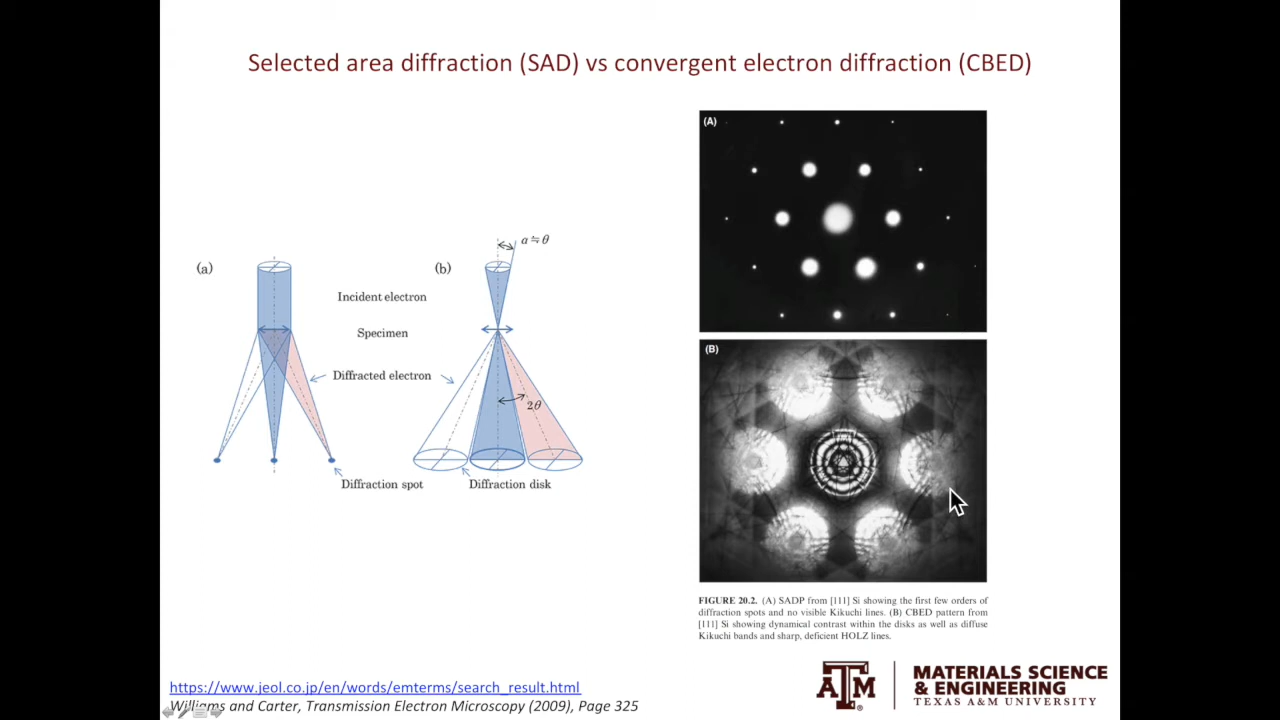 Selected area diffraction (SAD) vs convergent electron diffraction (CBED)
(a)
(b)
α≒θ
Incident electron
Specimen
Diffracted electron
2θ
Diffraction spot
Diffraction disk
(A)
(B)
FIGURE 20.2. (A) SADP from [111] Si showing the first few orders of
diffraction spots and no visible Kikuchi lines. (B) CBED pattern from
[111] Si showing dynamical contrast within the disks as well as diffuse
Kikuchi bands and sharp, deficient HOLZ lines.
https://www.jeol.co.jp/en/words/emterms/search_result.html
Williams and Carter, Transmission Electron Microscopy (2009), Page 325
ATM
MATERIALS SCIENCE
& ENGINEERING
TEXAS A&M UNIVERSITY